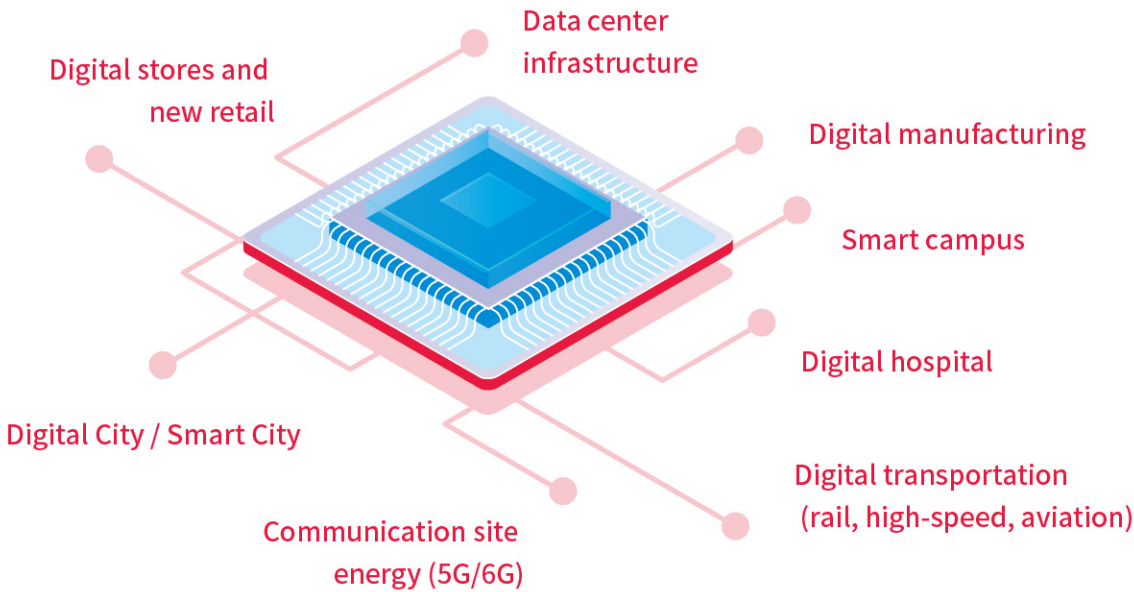 Data center
infrastructure
Digital stores and
new retail
Digital manufacturing
Smart campus
Digital hospital
Digital City / Smart City
Digital transportation
(rail, high-speed, aviation)
Communication site
energy (5G/6G)